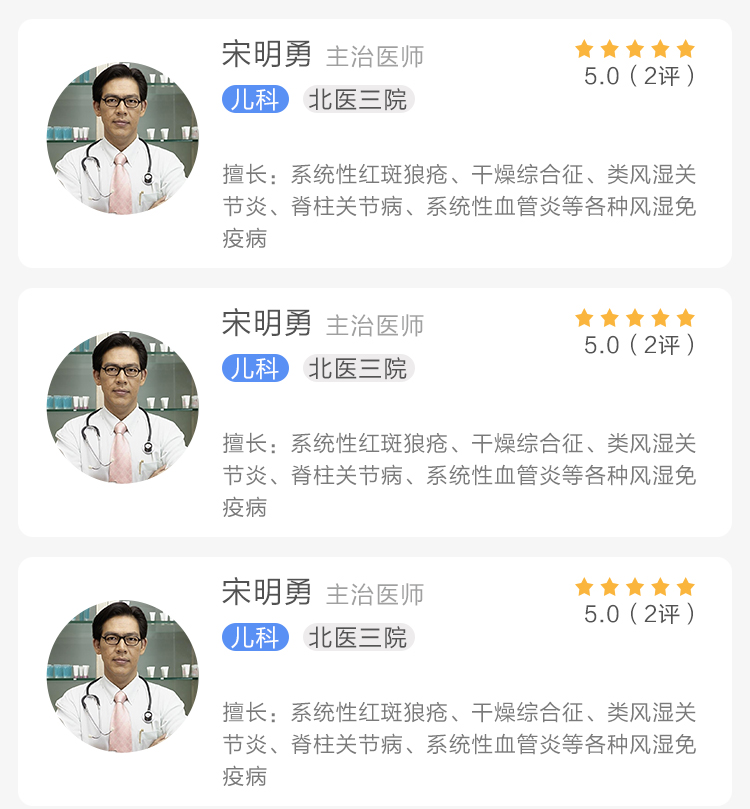 宋明勇 主治医师
5.0（2评）
儿科 北医三院
擅长：系统性红斑狼疮、干燥综合征、类风湿关
节炎、脊柱关节病、系统性血管炎等各种风湿免
疫病
宋明勇 主治医师
5.0（2评）
儿科 北医三院
擅长：系统性红斑狼疮、干燥综合征、类风湿关
节炎、脊柱关节病、系统性血管炎等各种风湿免
疫病
宋明勇 主治医师
5.0（2评）
儿科 北医三院
擅长：系统性红斑狼疮、干燥综合征、类风湿关
节炎、脊柱关节病、系统性血管炎等各种风湿免
疫病